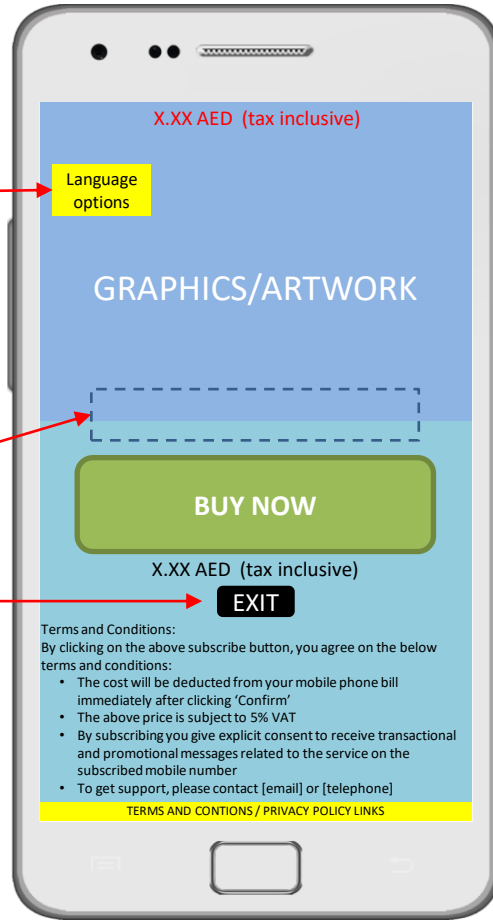 X.XX AED (tax inclusive)
Language
options
GRAPHICS/ARTWORK
BUY NOW
X.XX AED (tax inclusive)
EXIT
Terms and Conditions:
By clicking on the above subscribe button, you agree on the below
terms and conditions:
• The cost will be deducted from your mobile phone bill
immediately after clicking ‘Confirm’
• The above price is subject to 5% VAT
• By subscribing you give explicit consent to receive transactional
and promotional messages related to the service on the
subscribed mobile number
• To get support, please contact [email] or [telephone]
TERMS AND CONTIONS / PRIVACY POLICY LINKS